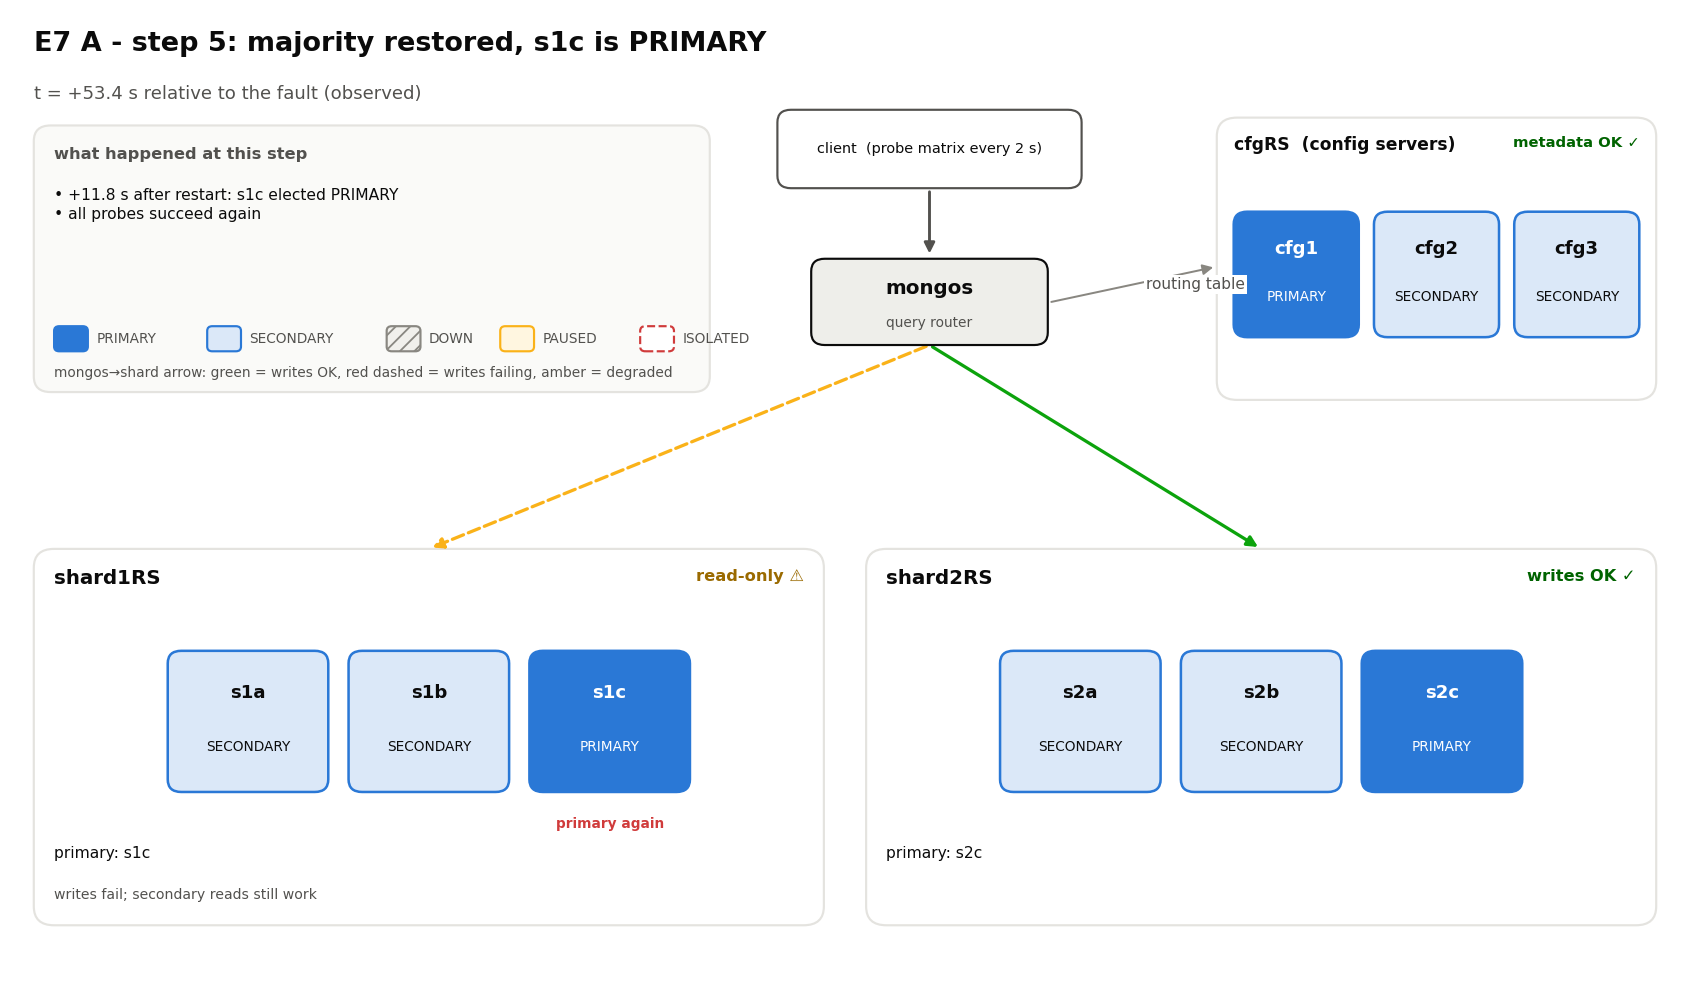 E7 A - step 5: majority restored, s1c is PRIMARY
t = +53.4 s relative to the fault (observed)
what happened at this step
• +11.8 s after restart: s1c elected PRIMARY
• all probes succeed again
PRIMARY
SECONDARY
DOWN
PAUSED
ISOLATED
mongos→shard arrow: green = writes OK, red dashed = writes failing, amber = degraded
client (probe matrix every 2 s)
mongos
query router
routing table
cfgRS (config servers)
metadata OK ✓
cfg1
PRIMARY
cfg2
SECONDARY
cfg3
SECONDARY
shard1RS
read-only ⚠
s1a
SECONDARY
s1b
SECONDARY
s1c
PRIMARY
primary again
primary: s1c
writes fail; secondary reads still work
shard2RS
writes OK ✓
s2a
SECONDARY
s2b
SECONDARY
s2c
PRIMARY
primary: s2c